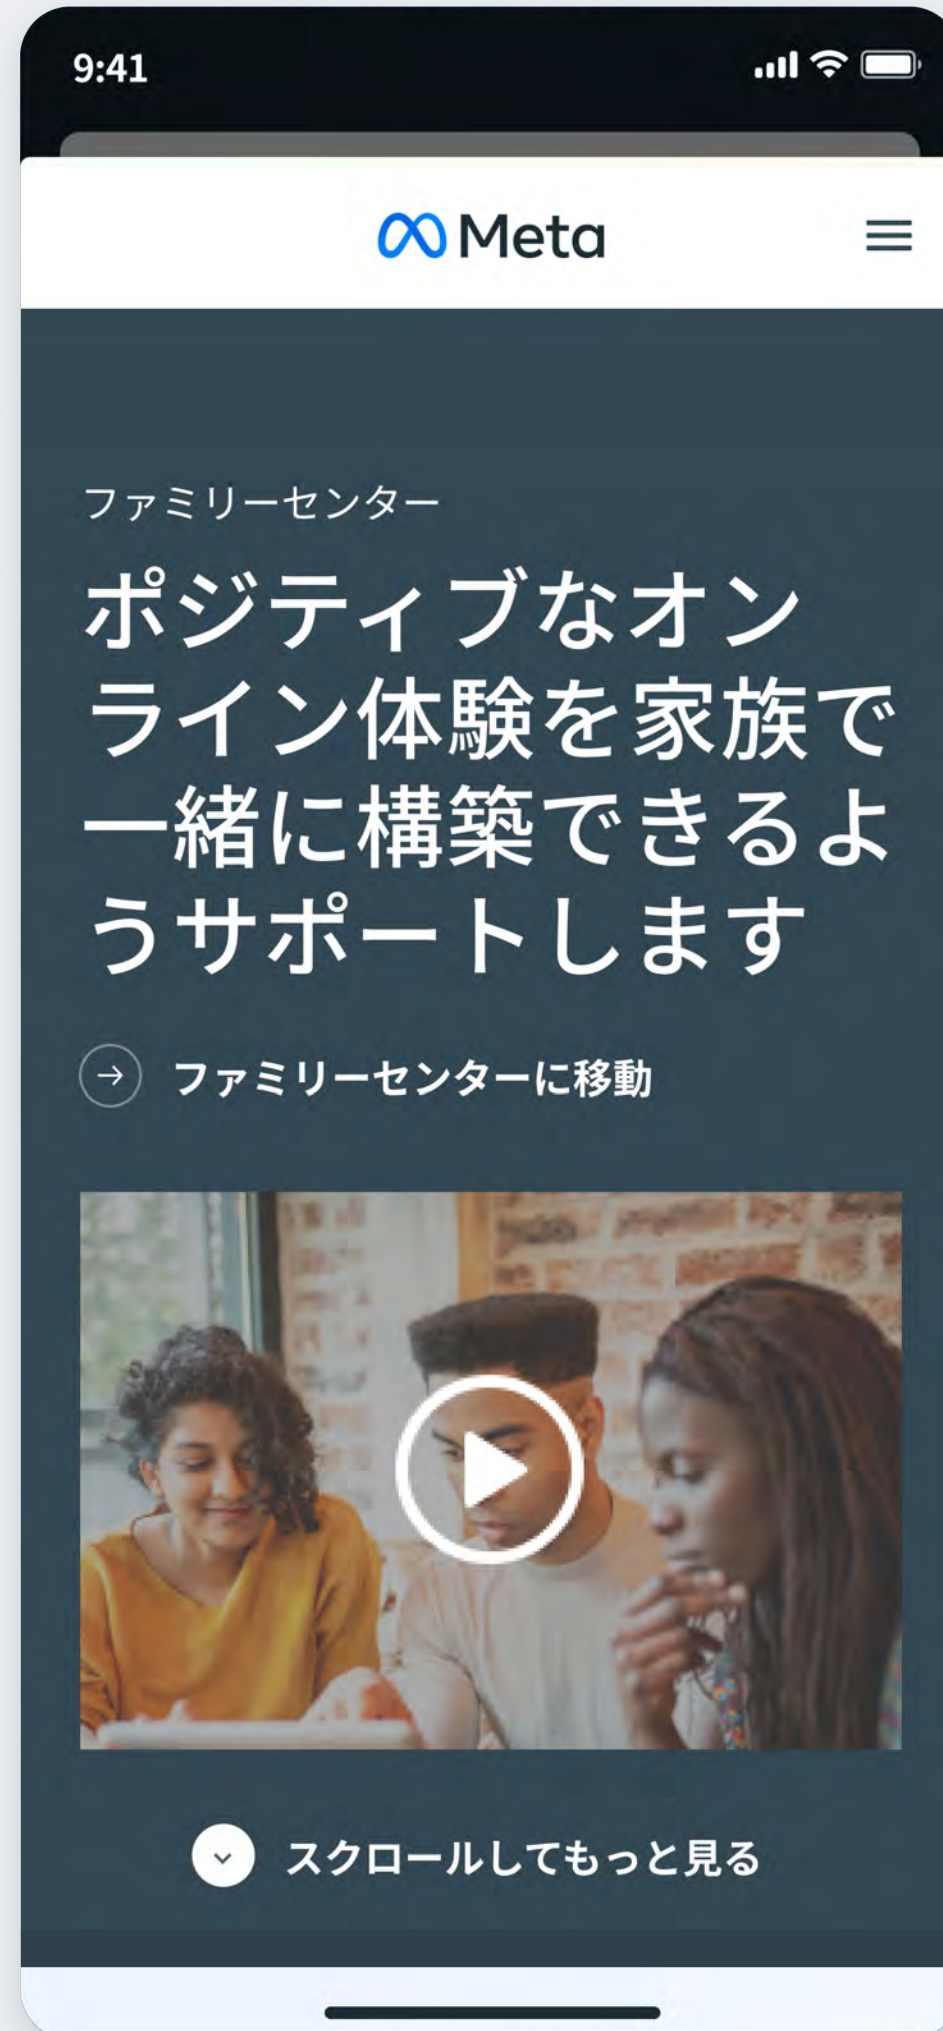 9:41
Meta
ファミリーセンター
ポジティブなオン
ライン体験を家族で
一緒に構築できるよ
うサポートします
ファミリーセンターに移動
スクロールしてもっと見る